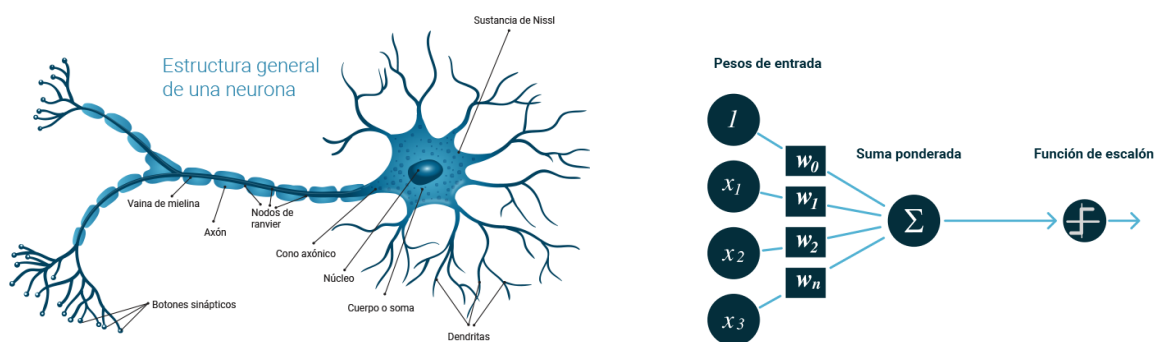 Sustancia de Nissl
Estructura general
de una neurona
Vaina de mielina
Axón
Nodos de
ranvier
Cono axónico
Núcleo
Cuerpo o soma
Botones sinápticos
Dendritas
Pesos de entrada
1
x1
x2
x3
w0
w1
w2
wn
Suma ponderada
Σ
Función de escalón